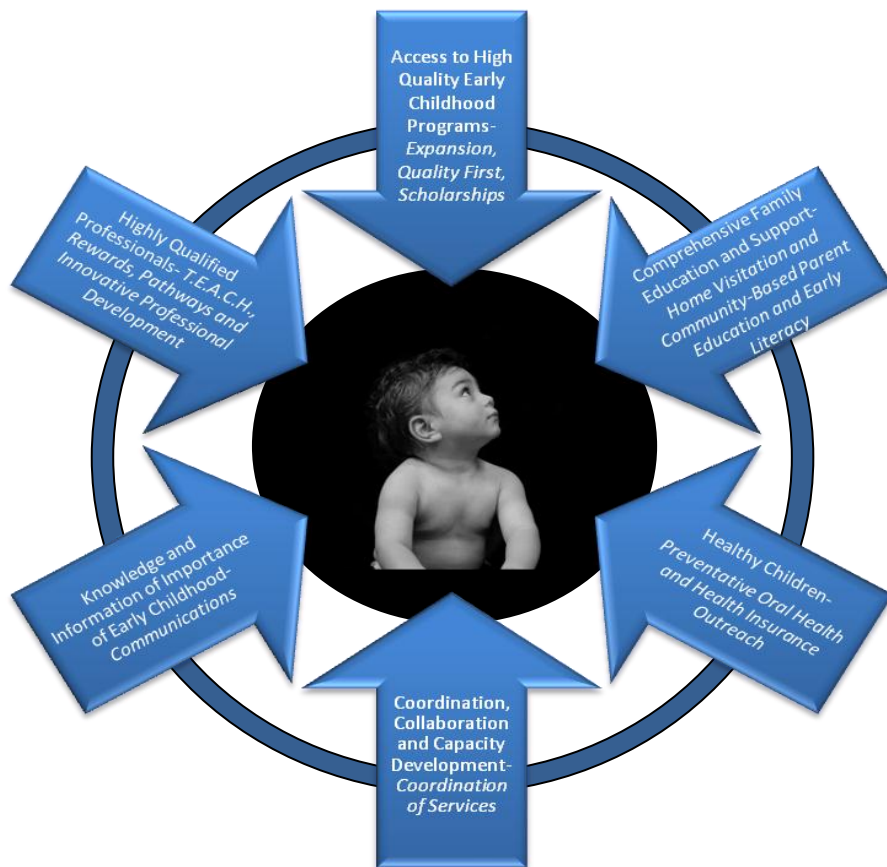 Access to High
Quality Early
Childhood
Programs-
Expansion,
Quality First,
Scholarships
Comprehensive Family
Education and Support-
Home Visitation and
Community-Based Parent
Education and Early
Literacy
Healthy Children-
Preventative Oral Health
and Health Insurance
Outreach
Coordination,
Collaboration
and Capacity
Development-
Coordination
of Services
Knowledge and
Information of Importance
of Early Childhood-
Communications
Highly Qualified
Professionals- T.E.A.C.H.,
Rewards, Pathways and
Innovative Professional
Development